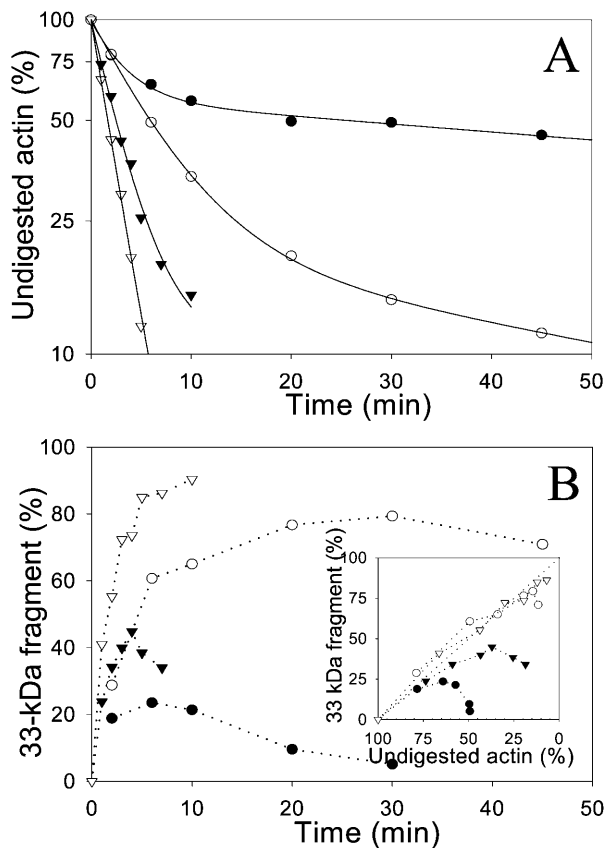 A
Undigested actin (%)
100
75
50
25
10
0 10 20 30 40 50
Time (min)
B
33-kDa fragment (%)
100
80
60
40
20
0
0 10 20 30 40 50
Time (min)
33 kDa fragment (%)
100
75
50
25
0
100 75 50 25 0
Undigested actin (%)